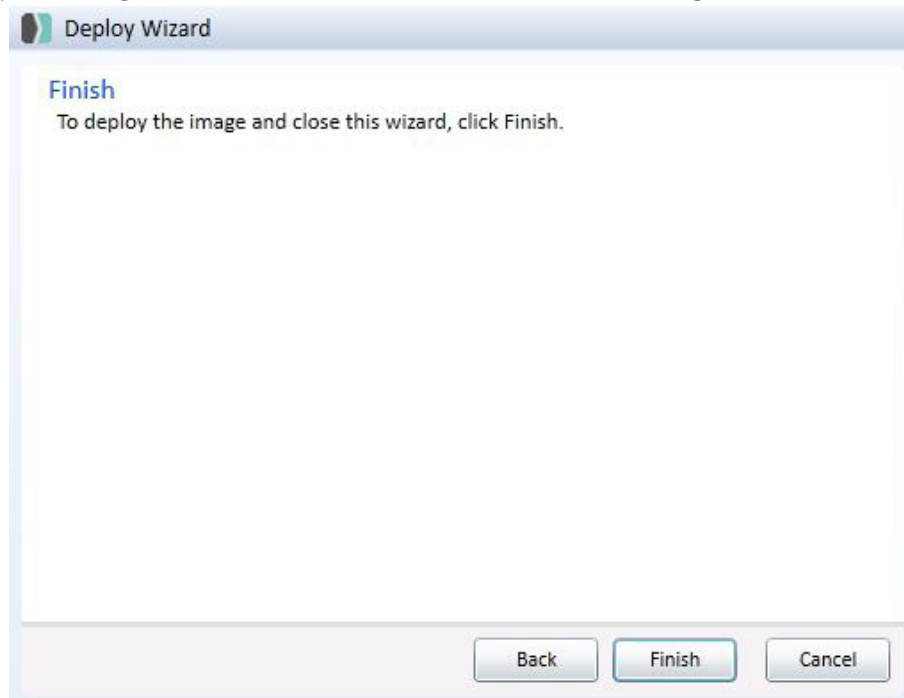 Deploy Wizard
Finish
To deploy the image and close this wizard, click Finish.
Back Finish Cancel